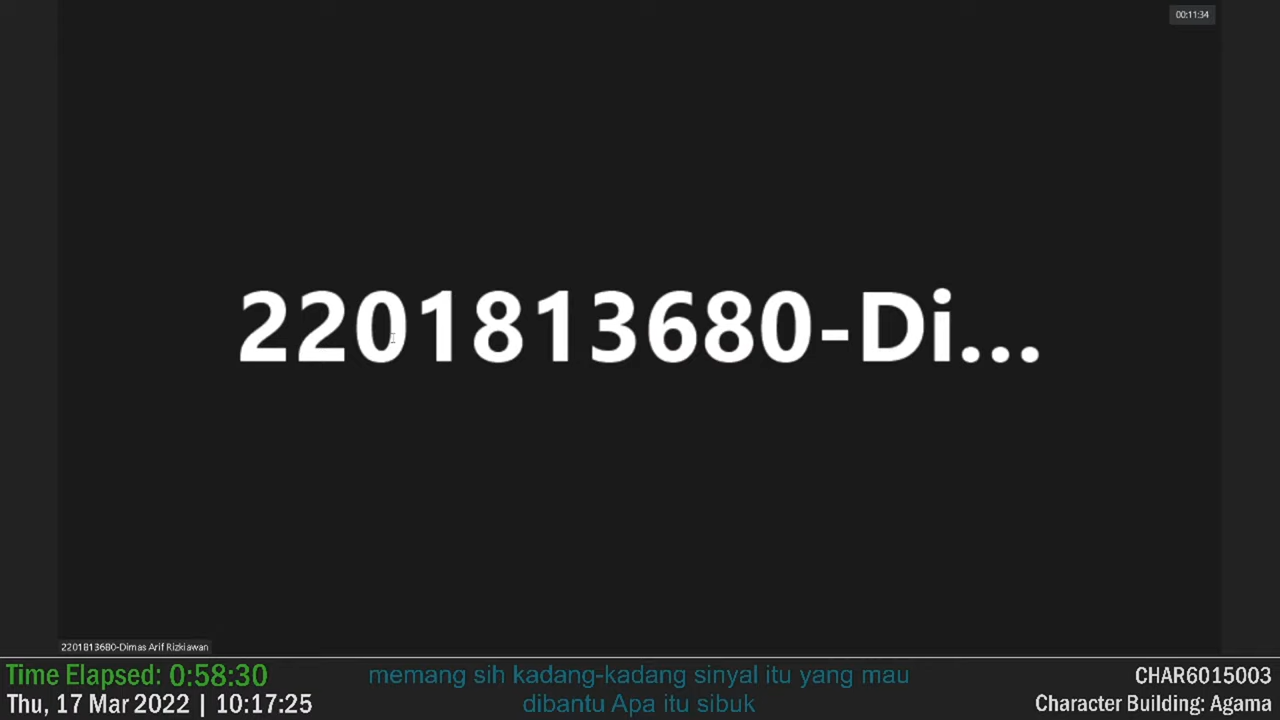 00:11:34
2201813680-Di...
2201813680-Dimas Arif Rizkiawan
Time Elapsed: 0:58:30
Thu, 17 Mar 2022 | 10:17:25
memang sih kadang-kadang sinyal itu yang mau
dibantu Apa itu sibuk
CHAR6015003
Character Building: Agama